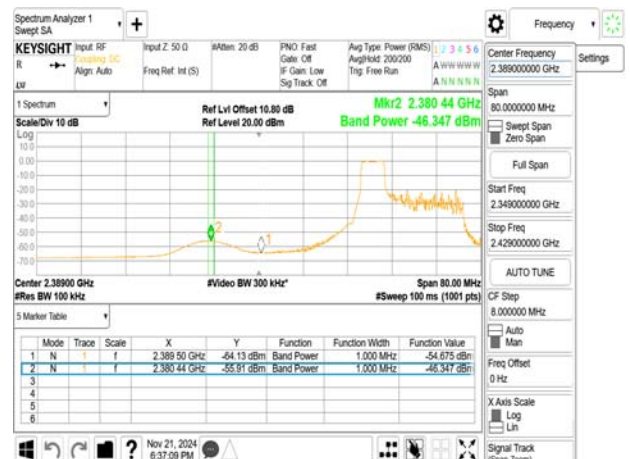 Spectrum Analyzer 1
Swept SA
+
Frequency
KEYSIGHT
R
Input: RF
Coupling: DC
Align: Auto
Input Z: 50 Ω
Freq Ref: Int (S)
#Atten: 20 dB
PNO: Fast
Gate: Off
IF Gain: Low
Sig Track: Off
Avg Type: Power (RMS)
Avg|Hold: 200/200
Trig: Free Run
1 2 3 4 5 6
A W W W W W
A N N N N N
LXI
Center Frequency
2.389000000 GHz
Settings
1 Spectrum
Scale/Div 10 dB
Ref Lvl Offset 10.80 dB
Ref Level 20.00 dBm
Mkr2 2.380 44 GHz
Band Power -46.347 dBm
Span
80.0000000 MHz
Swept Span
Zero Span
Full Span
Start Freq
2.349000000 GHz
Stop Freq
2.429000000 GHz
AUTO TUNE
CF Step
8.000000 MHz
Auto
Man
Freq Offset
0 Hz
X Axis Scale
Log
Lin
Signal Track
(Span Zoom)
Log
10.0
0.00
-10.0
-20.0
-30.0
-40.0
-50.0
-60.0
-70.0
2
1
Center 2.38900 GHz
#Res BW 100 kHz
#Video BW 300 kHz*
Span 80.00 MHz
#Sweep 100 ms (1001 pts)
5 Marker Table
Mode Trace Scale X Y Function Function Width Function Value
1 N 1 f 2.389 50 GHz -64.13 dBm Band Power 1.000 MHz -54.675 dBm
2 N 1 f 2.380 44 GHz -55.91 dBm Band Power 1.000 MHz -46.347 dBm
3
4
5
6
?
Nov 21, 2024
6:37:09 PM